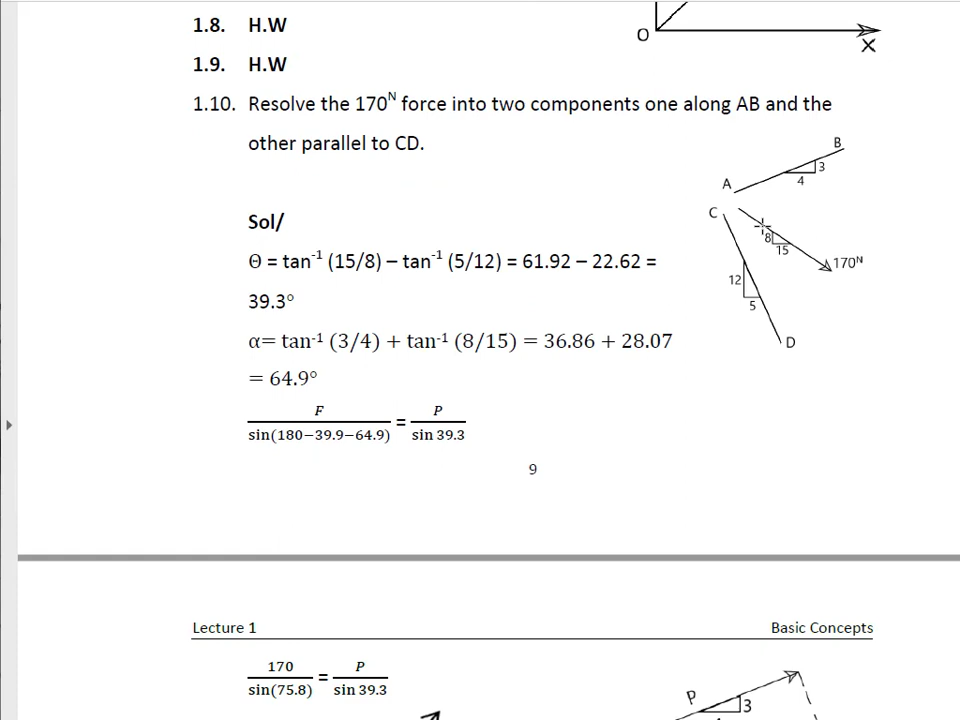 1.8. H.W
O
X
1.9. H.W
1.10. Resolve the 170ᴺ force into two components one along AB and the
other parallel to CD.
B
3
A
4
C
8
15
170ᴺ
12
5
D
Sol/
Θ = tan⁻¹ (15/8) – tan⁻¹ (5/12) = 61.92 – 22.62 =
39.3°
α= tan⁻¹ (3/4) + tan⁻¹ (8/15) = 36.86 + 28.07
= 64.9°
F/sin(180−39.9−64.9) = P/sin 39.3
9
Lecture 1 Basic Concepts
170/sin(75.8) = P/sin 39.3
P
3